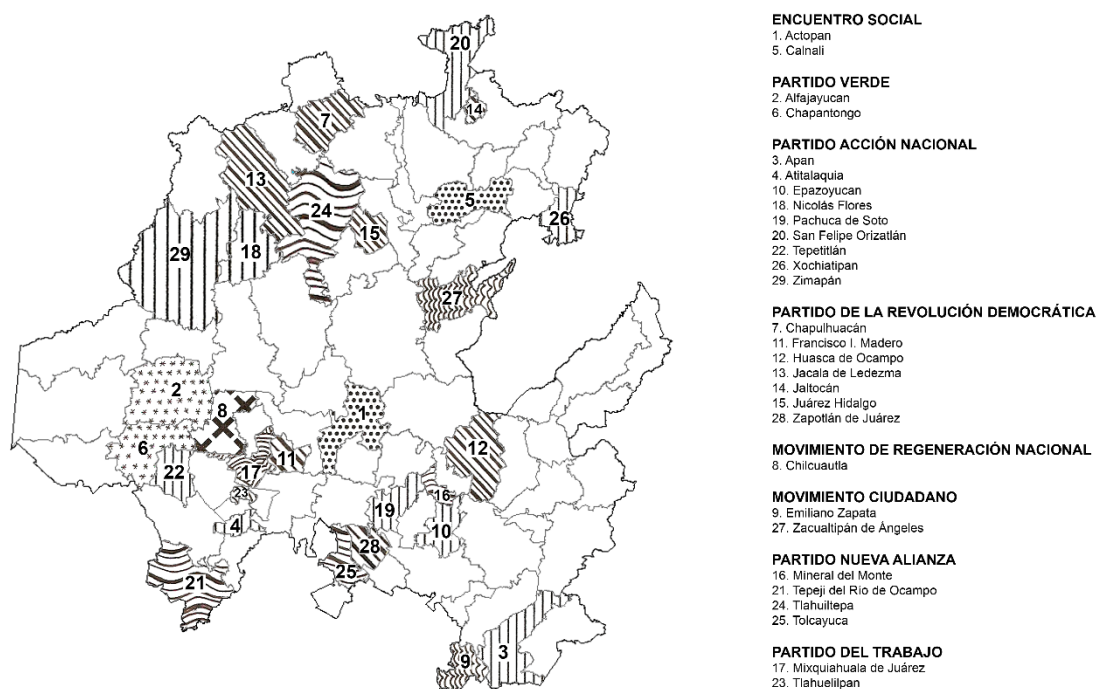 20
14
7
13
24
5
15
26
18
29
27
2
8
1
6
11
12
22
17
23
16
19
4
10
28
25
21
9
3
ENCUENTRO SOCIAL
1. Actopan
5. Calnali
PARTIDO VERDE
2. Alfajayucan
6. Chapantongo
PARTIDO ACCIÓN NACIONAL
3. Apan
4. Atitalaquia
10. Epazoyucan
18. Nicolás Flores
19. Pachuca de Soto
20. San Felipe Orizatlán
22. Tepetitlán
26. Xochiatipan
29. Zimapán
PARTIDO DE LA REVOLUCIÓN DEMOCRÁTICA
7. Chapulhuacán
11. Francisco I. Madero
12. Huasca de Ocampo
13. Jacala de Ledezma
14. Jaltocán
15. Juárez Hidalgo
28. Zapotlán de Juárez
MOVIMIENTO DE REGENERACIÓN NACIONAL
8. Chilcuautla
MOVIMIENTO CIUDADANO
9. Emiliano Zapata
27. Zacualtipán de Ángeles
PARTIDO NUEVA ALIANZA
16. Mineral del Monte
21. Tepeji del Río de Ocampo
24. Tlahuiltepa
25. Tolcayuca
PARTIDO DEL TRABAJO
17. Mixquiahuala de Juárez
23. Tlahuelilpan